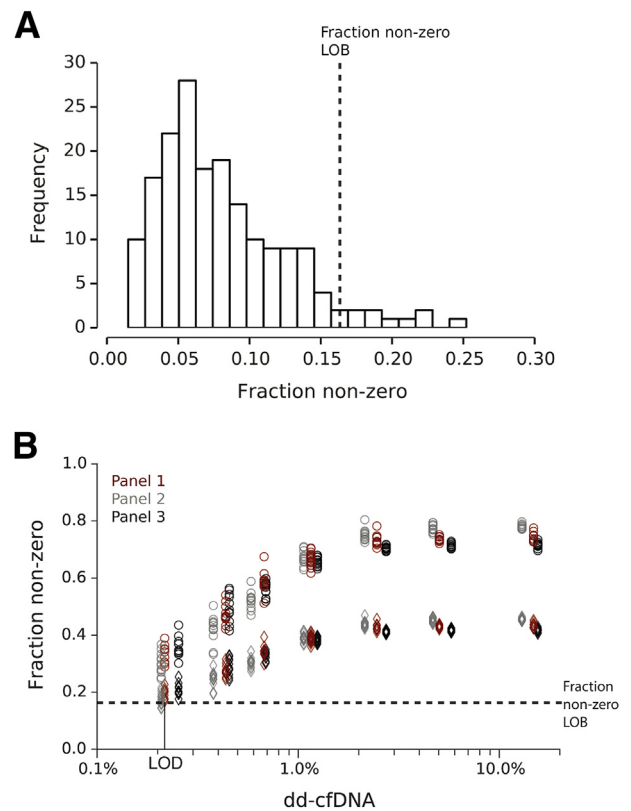 A
Fraction non-zero
LOB
30
25
20
15
10
5
0
Frequency
0.00 0.05 0.10 0.15 0.20 0.25 0.30
Fraction non-zero
B
1.0
0.8
0.6
0.4
0.2
0.0
Fraction non-zero
Panel 1
Panel 2
Panel 3
Fraction
non-zero
LOB
0.1% LOD 1.0% 10.0%
dd-cfDNA